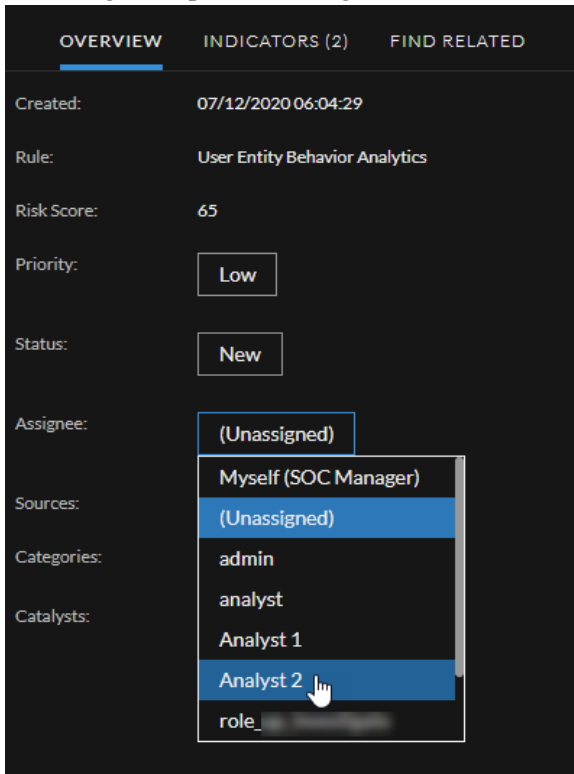 OVERVIEW INDICATORS (2) FIND RELATED
Created: 07/12/2020 06:04:29
Rule: User Entity Behavior Analytics
Risk Score: 65
Priority: Low
Status: New
Assignee: (Unassigned)
Myself (SOC Manager)
Sources:
(Unassigned)
Categories: admin
analyst
Catalysts:
Analyst 1
Analyst 2
role_